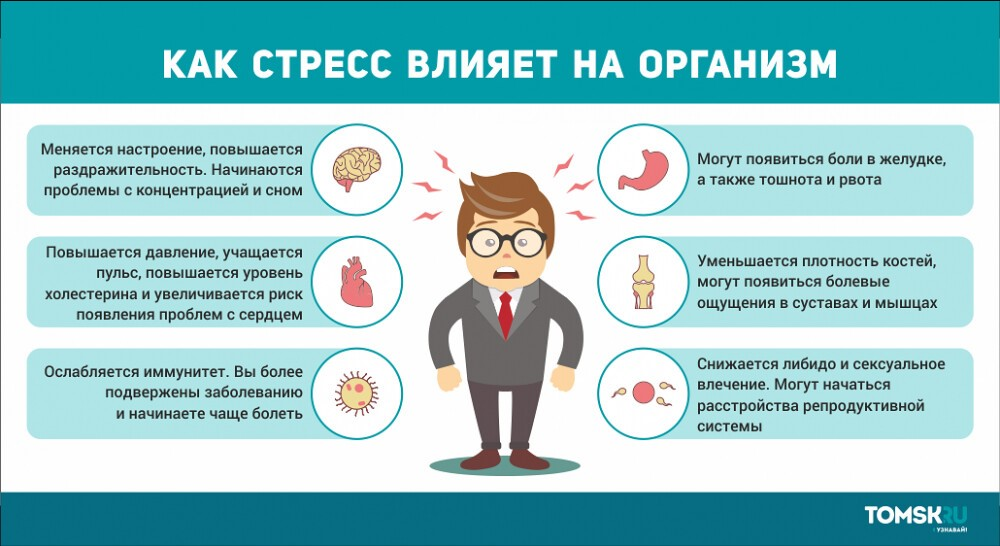 КАК СТРЕСС ВЛИЯЕТ НА ОРГАНИЗМ
Меняется настроение, повышается
раздражительность. Начинаются
проблемы с концентрацией и сном
Повышается давление, учащается
пульс, повышается уровень
холестерина и увеличивается риск
появления проблем с сердцем
Ослабляется иммунитет. Вы более
подвержены заболеванию
и начинаете чаще болеть
Могут появиться боли в желудке,
а также тошнота и рвота
Уменьшается плотность костей,
могут появиться болевые
ощущения в суставах и мышцах
Снижается либидо и сексуальное
влечение. Могут начаться
расстройства репродуктивной
системы
TOMSK.RU
УЗНАВАЙ!